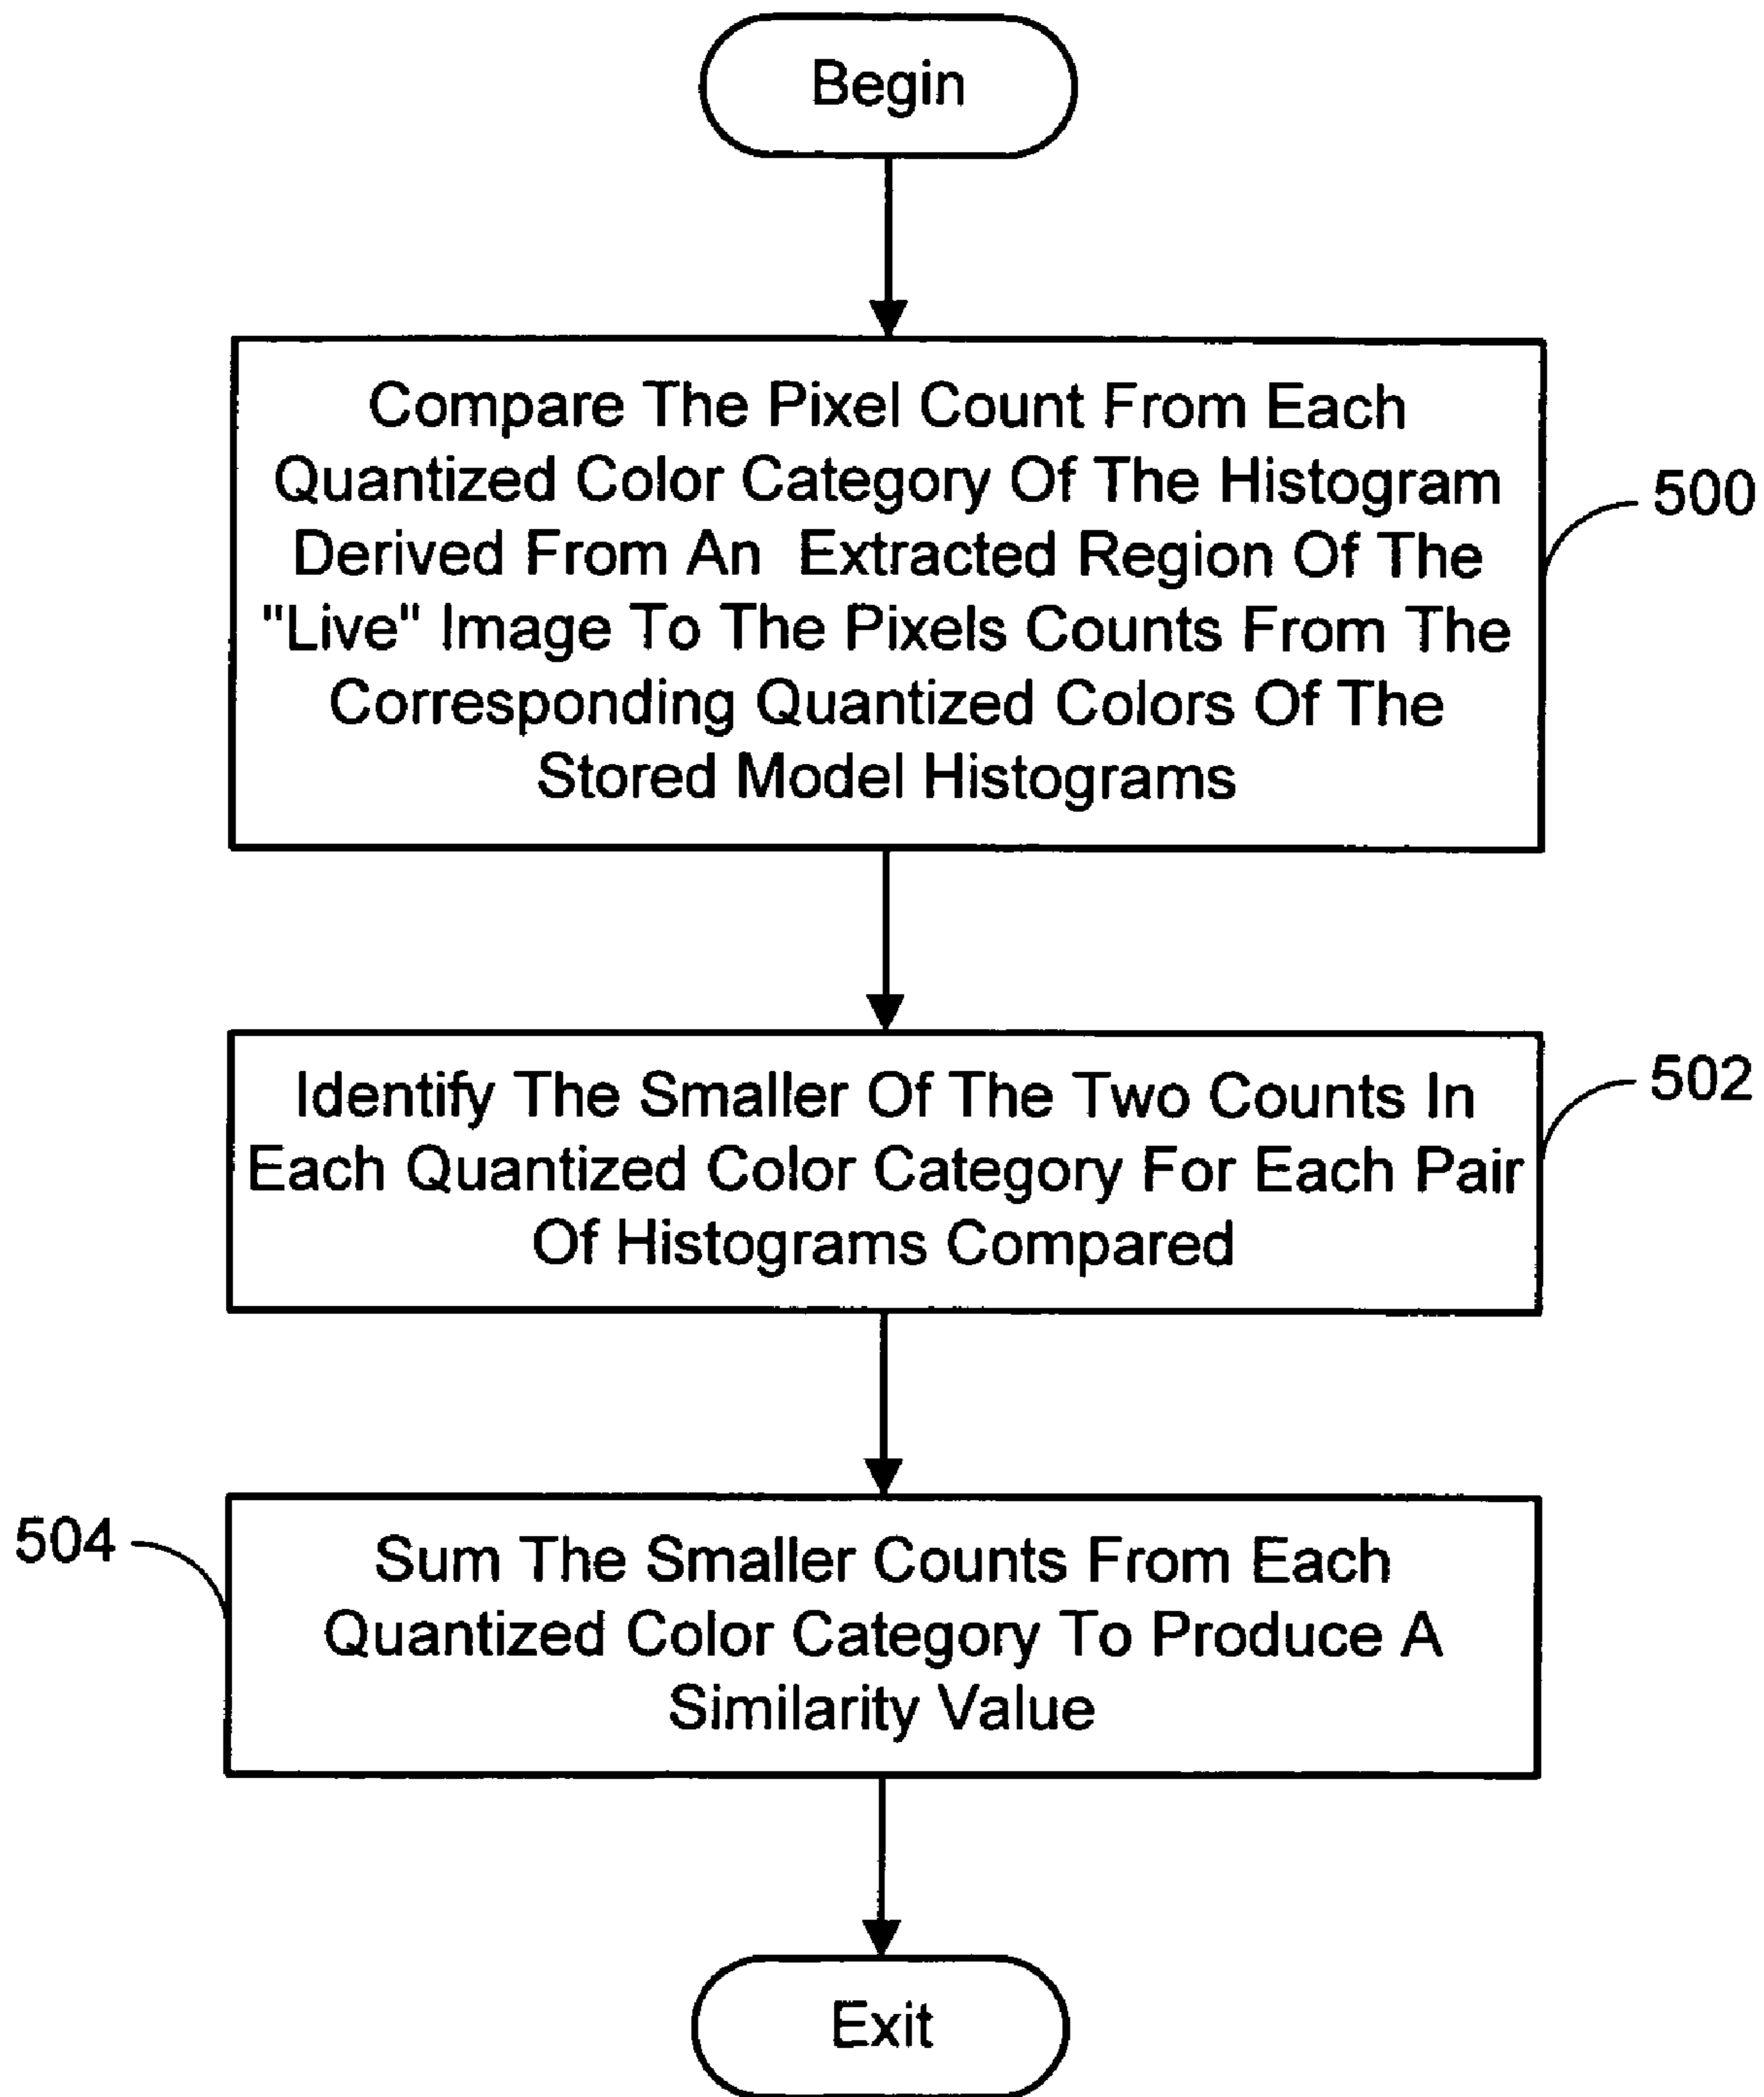 Begin
Compare The Pixel Count From Each
Quantized Color Category Of The Histogram
Derived From An Extracted Region Of The
"Live" Image To The Pixels Counts From The
Corresponding Quantized Colors Of The
Stored Model Histograms
500
Identify The Smaller Of The Two Counts In
Each Quantized Color Category For Each Pair
Of Histograms Compared
502
504
Sum The Smaller Counts From Each
Quantized Color Category To Produce A
Similarity Value
Exit